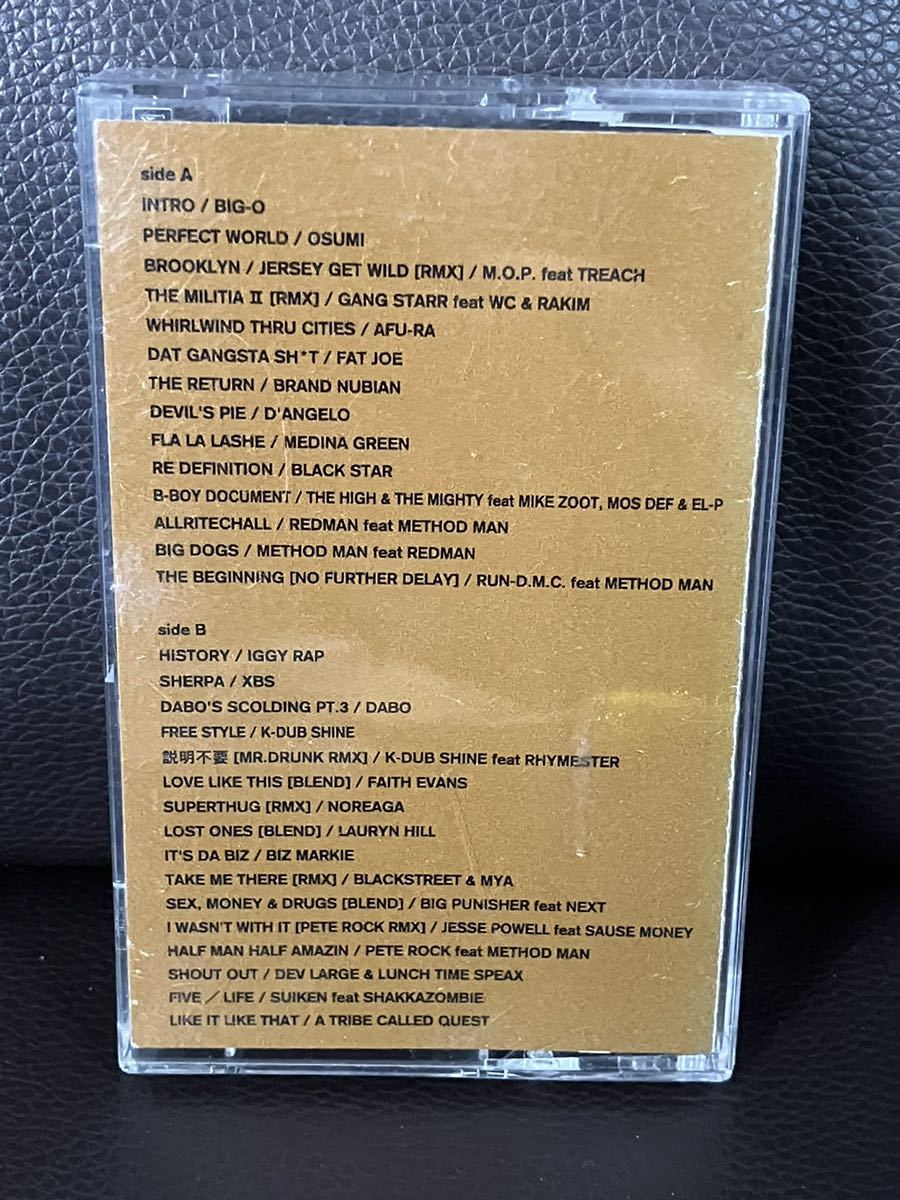 side A
INTRO / BIG-O
PERFECT WORLD / OSUMI
BROOKLYN / JERSEY GET WILD [RMX] / M.O.P. feat TREACH
THE MILITIA II [RMX] / GANG STARR feat WC & RAKIM
WHIRLWIND THRU CITIES / AFU-RA
DAT GANGSTA SH*T / FAT JOE
THE RETURN / BRAND NUBIAN
DEVIL'S PIE / D'ANGELO
FLA LA LASHE / MEDINA GREEN
RE DEFINITION / BLACK STAR
B-BOY DOCUMENT / THE HIGH & THE MIGHTY feat MIKE ZOOT, MOS DEF & EL-P
ALLRITECHALL / REDMAN feat METHOD MAN
BIG DOGS / METHOD MAN feat REDMAN
THE BEGINNING [NO FURTHER DELAY] / RUN-D.M.C. feat METHOD MAN
side B
HISTORY / IGGY RAP
SHERPA / XBS
DABO'S SCOLDING PT.3 / DABO
FREE STYLE / K-DUB SHINE
説明不要 [MR.DRUNK RMX] / K-DUB SHINE feat RHYMESTER
LOVE LIKE THIS [BLEND] / FAITH EVANS
SUPERTHUG [RMX] / NOREAGA
LOST ONES [BLEND] / LAURYN HILL
IT'S DA BIZ / BIZ MARKIE
TAKE ME THERE [RMX] / BLACKSTREET & MYA
SEX, MONEY & DRUGS [BLEND] / BIG PUNISHER feat NEXT
I WASN'T WITH IT [PETE ROCK RMX] / JESSE POWELL feat SAUSE MONEY
HALF MAN HALF AMAZIN / PETE ROCK feat METHOD MAN
SHOUT OUT / DEV LARGE & LUNCH TIME SPEAX
FIVE／LIFE / SUIKEN feat SHAKKAZOMBIE
LIKE IT LIKE THAT / A TRIBE CALLED QUEST